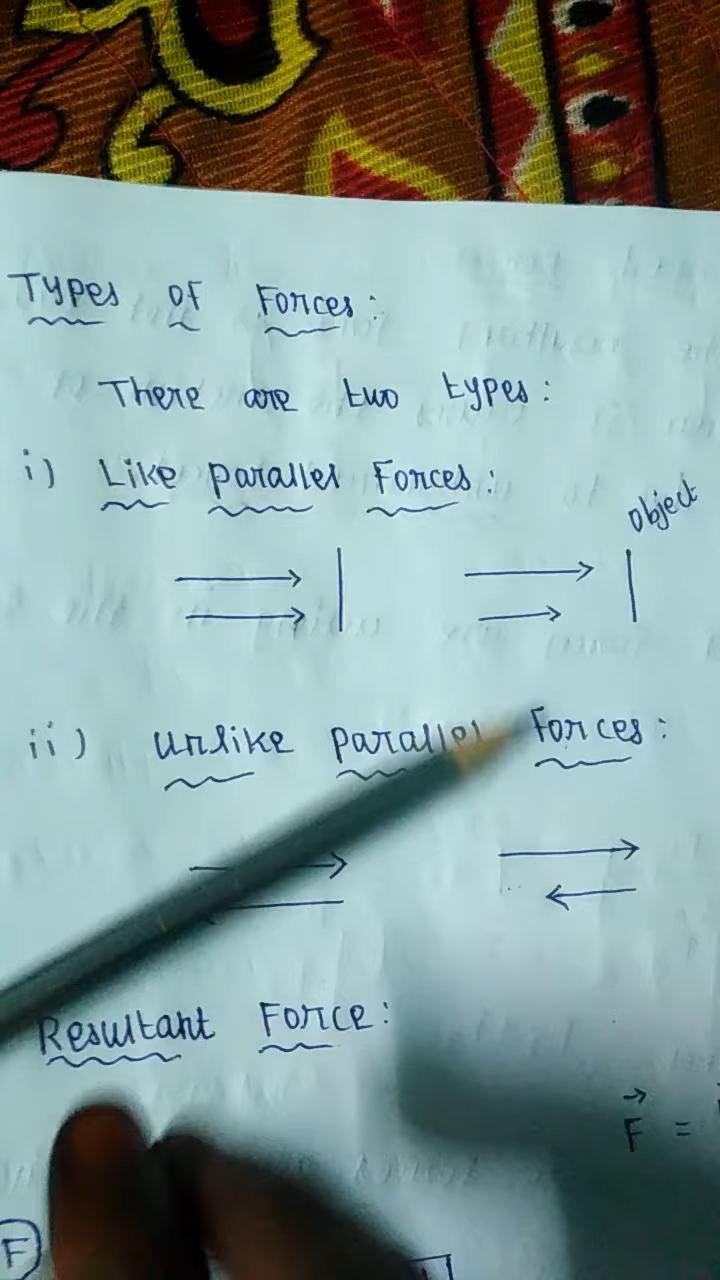 Types of Forces:
There are two types:
i) Like parallel Forces:
object
ii) Unlike parallel Forces:
Resultant Force:
F =
F